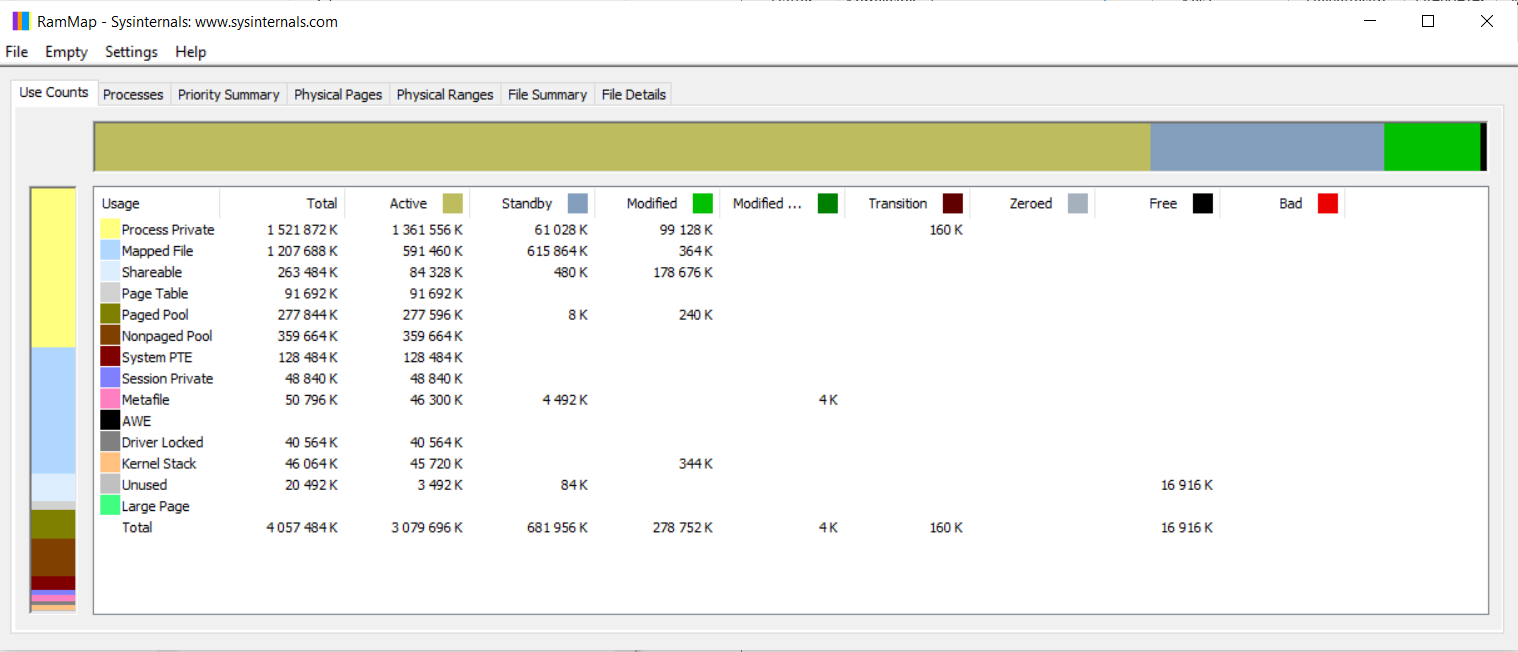 RamMap - Sysinternals: www.sysinternals.com
File Empty Settings Help
Use Counts Processes Priority Summary Physical Pages Physical Ranges File Summary File Details
Usage Total Active Standby Modified Modified ... Transition Zeroed Free Bad
Process Private 1 521 872 K 1 361 556 K 61 028 K 99 128 K 160 K
Mapped File 1 207 688 K 591 460 K 615 864 K 364 K
Shareable 263 484 K 84 328 K 480 K 178 676 K
Page Table 91 692 K 91 692 K
Paged Pool 277 844 K 277 596 K 8 K 240 K
Nonpaged Pool 359 664 K 359 664 K
System PTE 128 484 K 128 484 K
Session Private 48 840 K 48 840 K
Metafile 50 796 K 46 300 K 4 492 K 4 K
AWE
Driver Locked 40 564 K 40 564 K
Kernel Stack 46 064 K 45 720 K 344 K
Unused 20 492 K 3 492 K 84 K 16 916 K
Large Page
Total 4 057 484 K 3 079 696 K 681 956 K 278 752 K 4 K 160 K 16 916 K